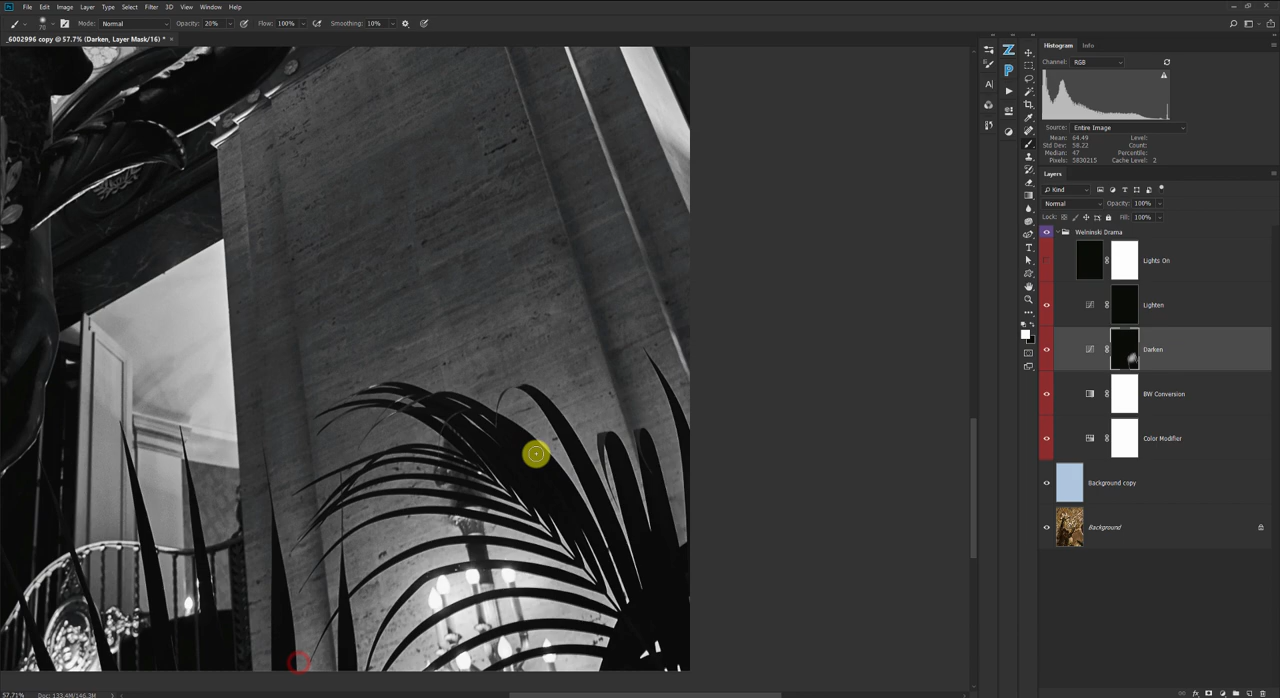 File Edit Image Layer Type Select Filter 3D View Window Help
70 Mode: Normal Opacity: 20% Flow: 100% Smoothing: 10%
_6002996 copy @ 57.7% (Darken, Layer Mask/16) * ×
Histogram Info
Channel: RGB
Source: Entire Image
Mean: 64.49 Level:
Std Dev: 58.22 Count:
Median: 47 Percentile:
Pixels: 5830215 Cache Level: 2
Layers
Kind
Normal Opacity: 100%
Lock: Fill: 100%
Welninski Drama
Lights On
Lighten
Darken
BW Conversion
Color Modifier
Background copy
Background
57.71% Doc: 133.4M/146.3M